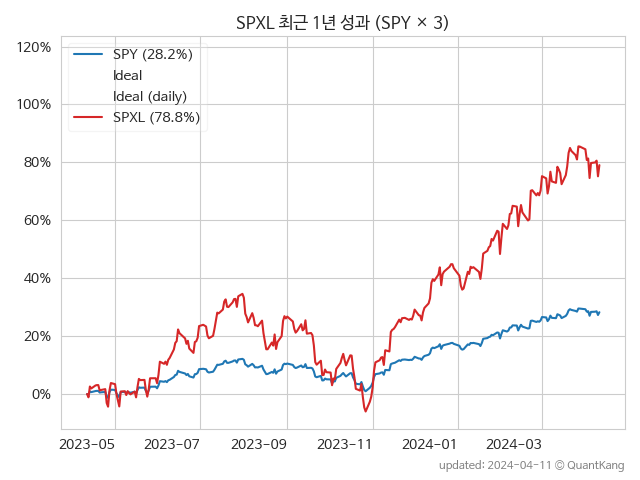 SPXL 최근 1년 성과 (SPY × 3)
120%
100%
80%
60%
40%
20%
0%
SPY (28.2%)
Ideal
Ideal (daily)
SPXL (78.8%)
2023-05
2023-07
2023-09
2023-11
2024-01
2024-03
updated: 2024-04-11 © QuantKang